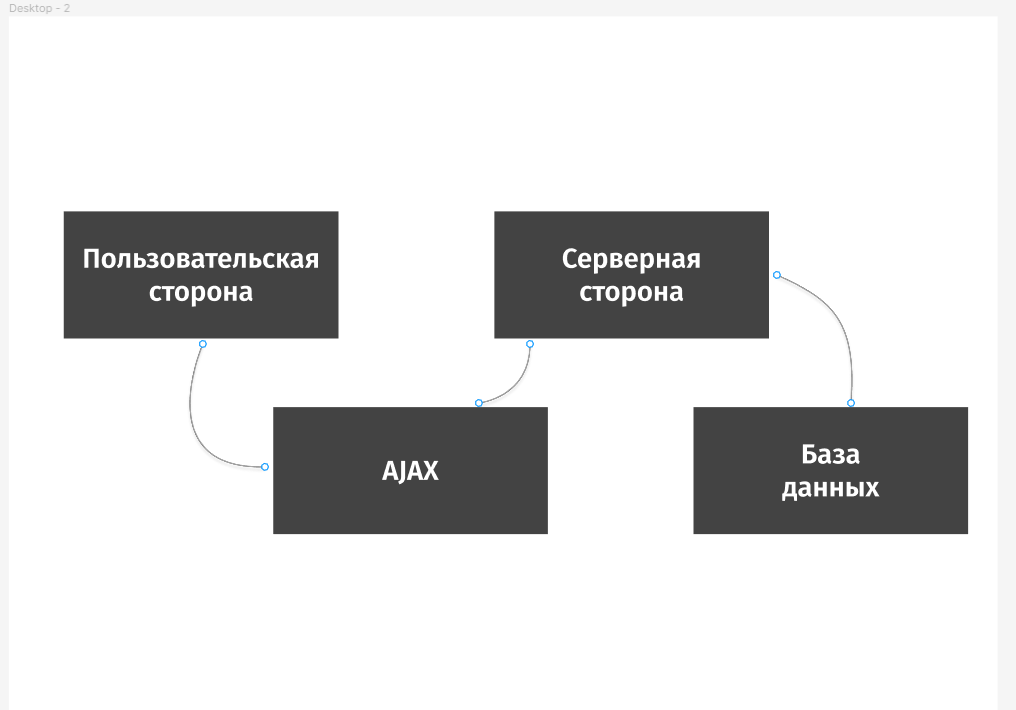 Desktop - 2
Пользовательская
сторона
Серверная
сторона
AJAX
База
данных